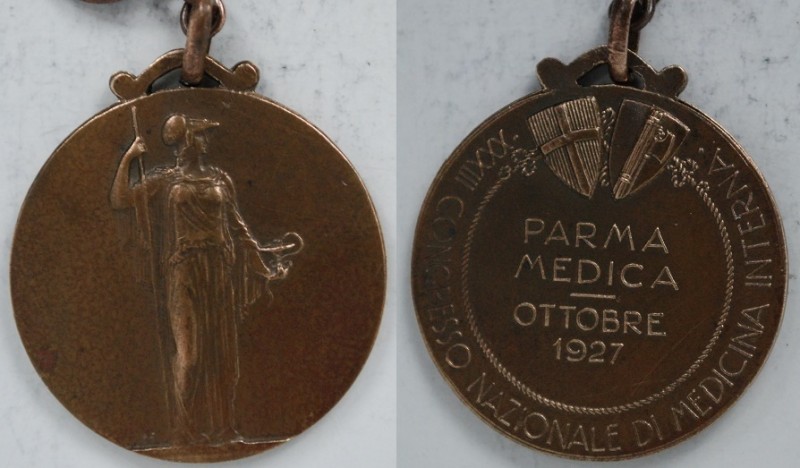 XXXIII CONGRESSO NAZIONALE DI MEDICINA INTERNA.
PARMA
MEDICA
OTTOBRE
1927